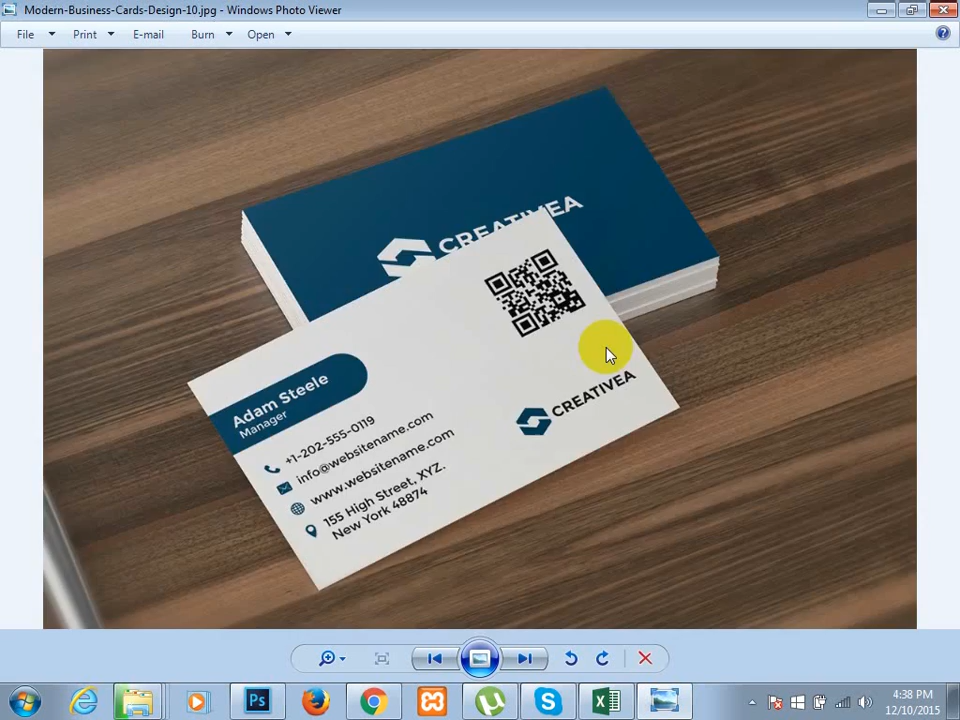 Modern-Business-Cards-Design-10.jpg - Windows Photo Viewer
File Print E-mail Burn Open
CREATIVEA
Adam Steele
Manager
+1-202-555-0119
info@websitename.com
www.websitename.com
155 High Street, XYZ.
New York 48874
CREATIVEA
Ps
S
4:38 PM
12/10/2015